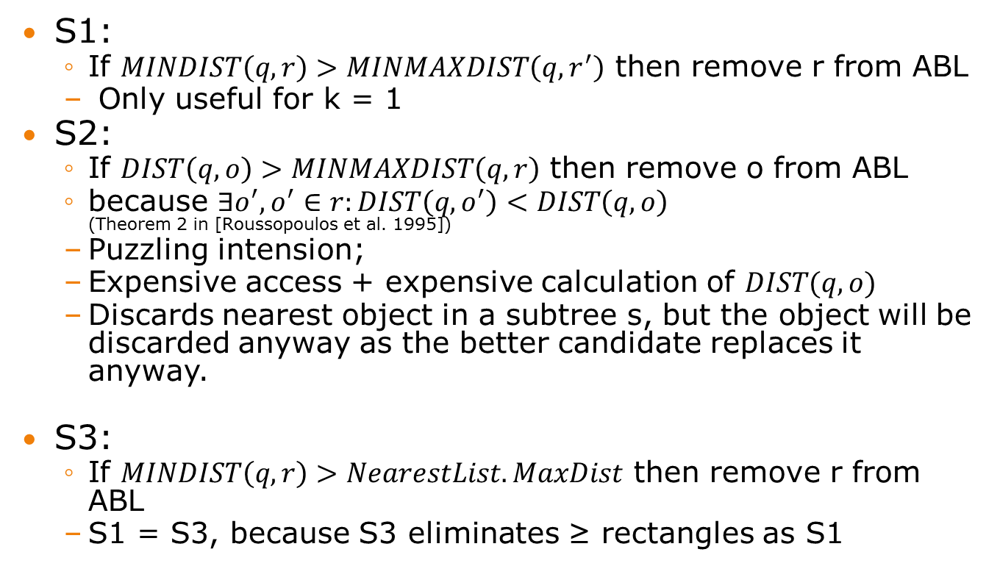 • S1:
◦ If 𝑀𝐼𝑁𝐷𝐼𝑆𝑇(𝑞, 𝑟) > 𝑀𝐼𝑁𝑀𝐴𝑋𝐷𝐼𝑆𝑇(𝑞, 𝑟′) then remove r from ABL
– Only useful for k = 1
• S2:
◦ If 𝐷𝐼𝑆𝑇(𝑞, 𝑜) > 𝑀𝐼𝑁𝑀𝐴𝑋𝐷𝐼𝑆𝑇(𝑞, 𝑟) then remove o from ABL
◦ because ∃𝑜′, 𝑜′ ∈ 𝑟: 𝐷𝐼𝑆𝑇(𝑞, 𝑜′) < 𝐷𝐼𝑆𝑇(𝑞, 𝑜)
(Theorem 2 in [Roussopoulos et al. 1995])
– Puzzling intension;
– Expensive access + expensive calculation of 𝐷𝐼𝑆𝑇(𝑞, 𝑜)
– Discards nearest object in a subtree s, but the object will be
discarded anyway as the better candidate replaces it
anyway.
• S3:
◦ If 𝑀𝐼𝑁𝐷𝐼𝑆𝑇(𝑞, 𝑟) > 𝑁𝑒𝑎𝑟𝑒𝑠𝑡𝐿𝑖𝑠𝑡. 𝑀𝑎𝑥𝐷𝑖𝑠𝑡 then remove r from
ABL
– S1 = S3, because S3 eliminates ≥ rectangles as S1